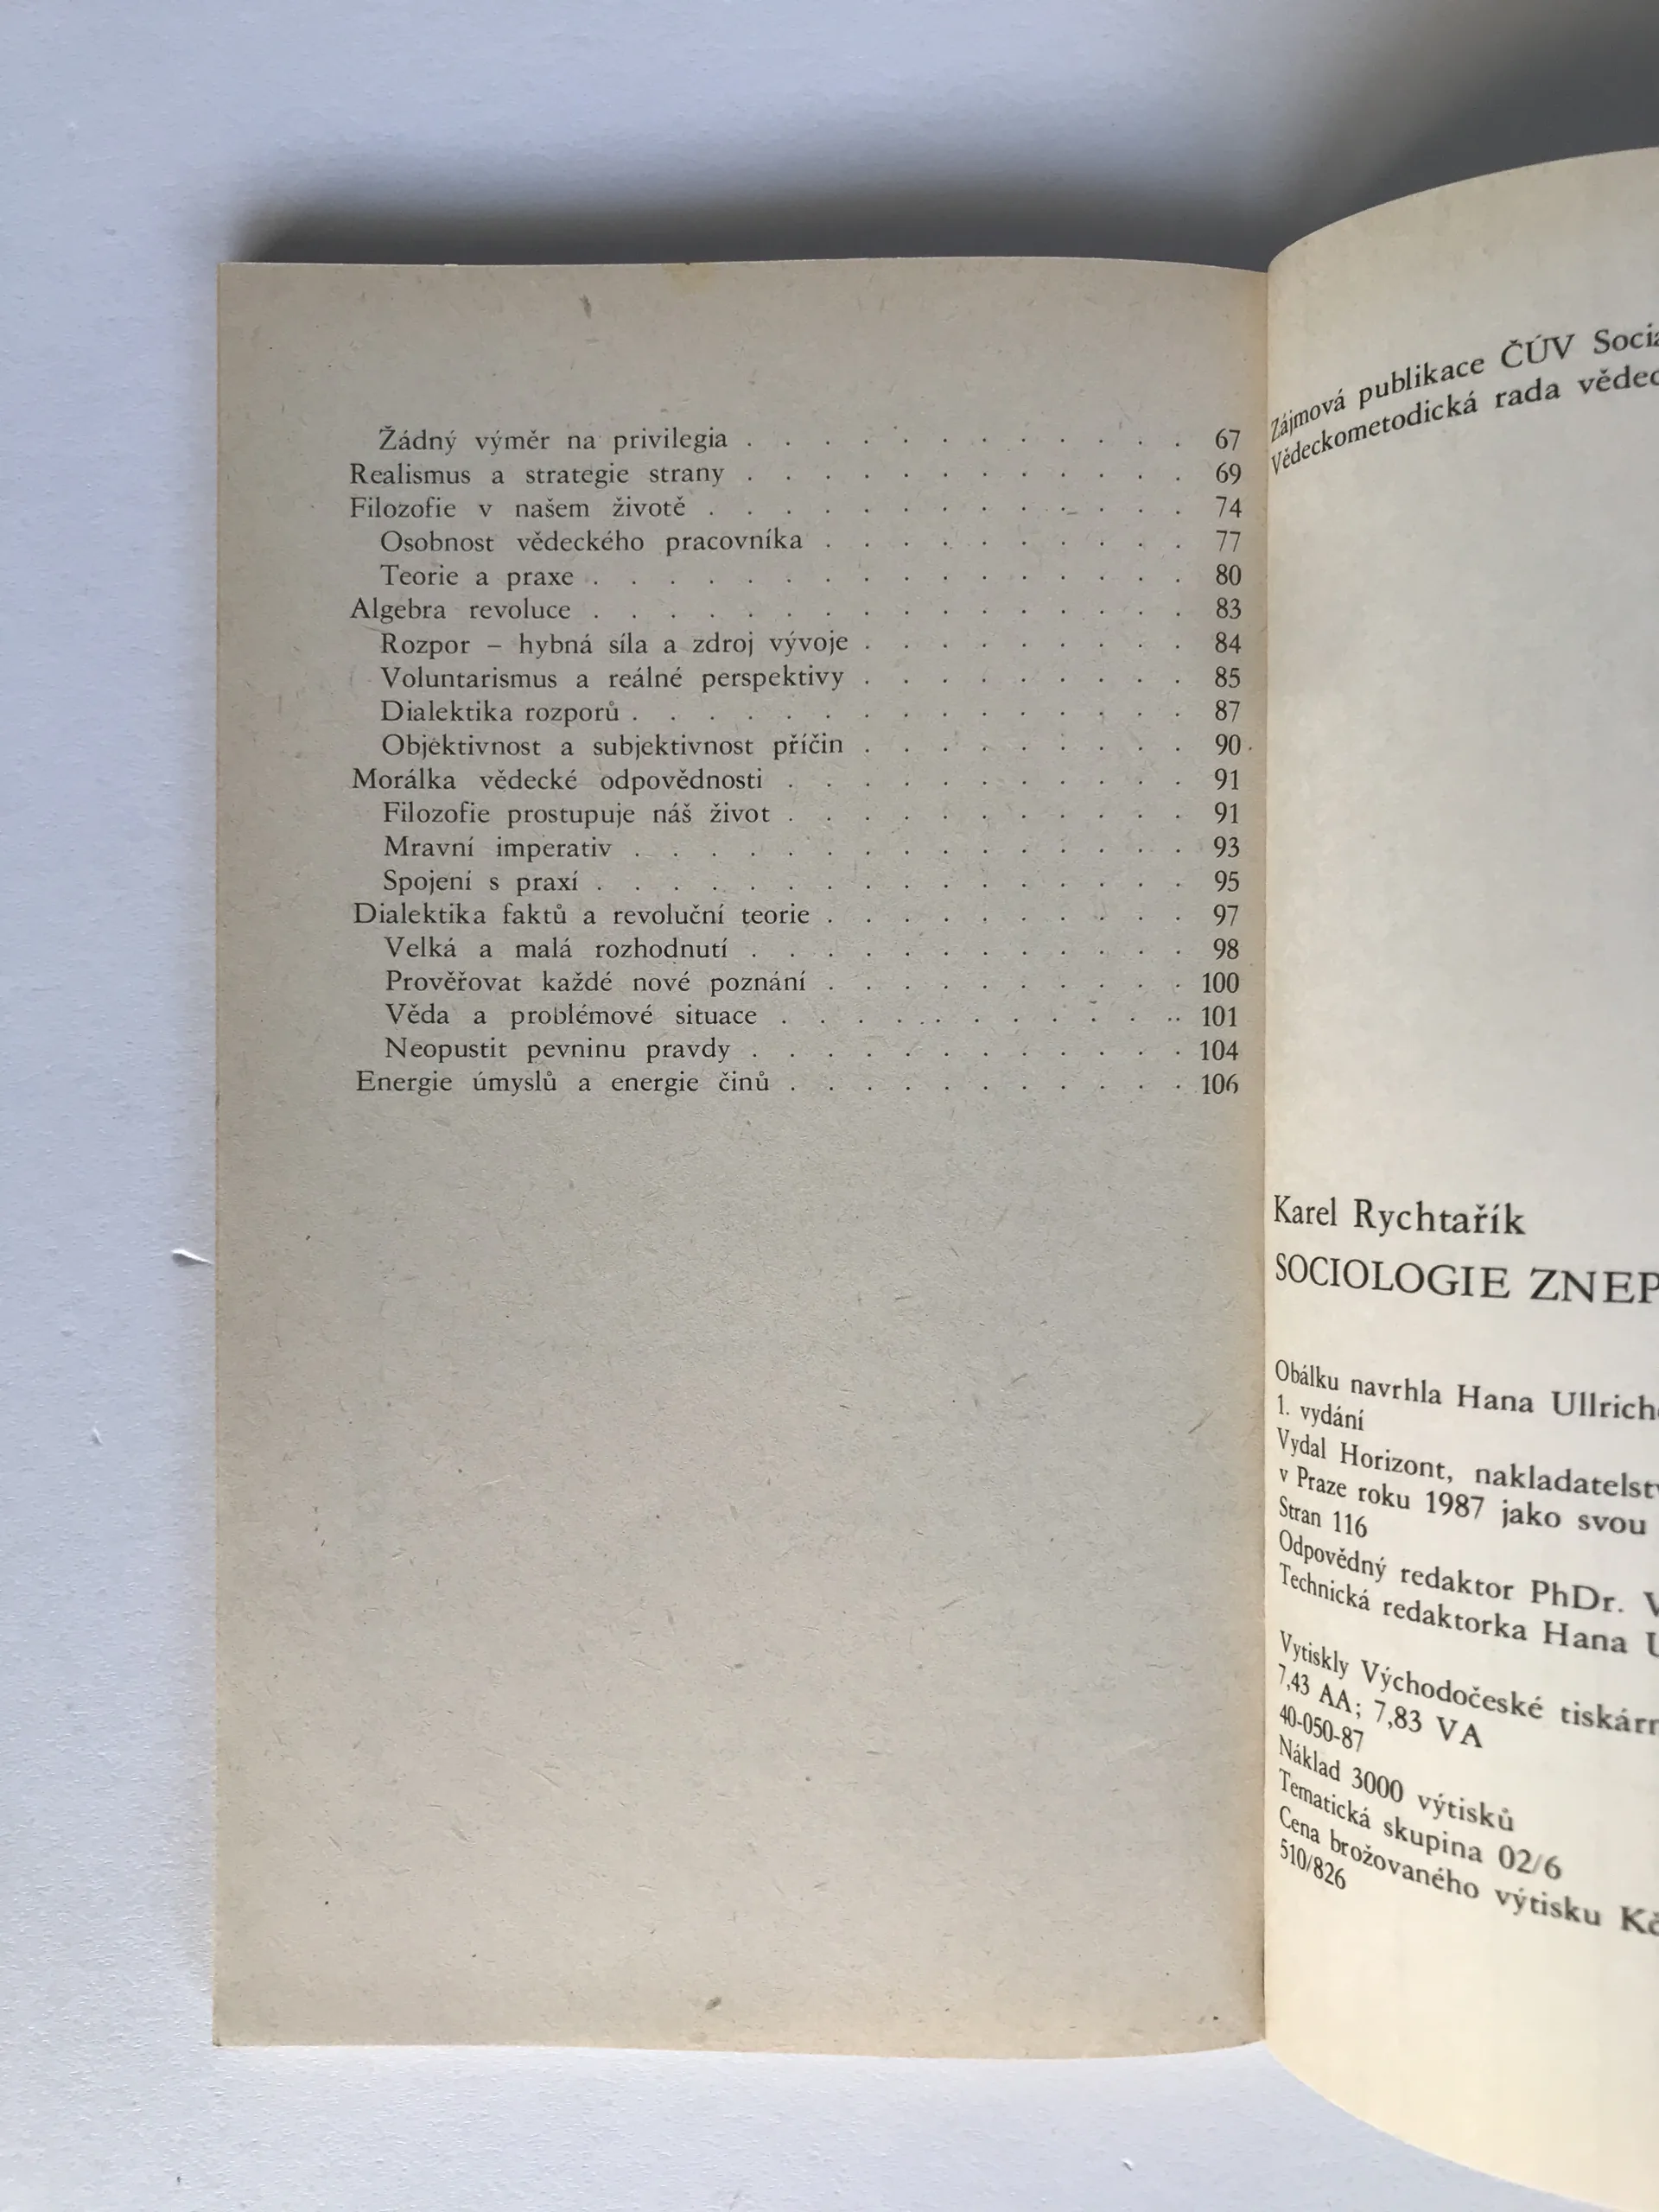 Žádný výměr na privilegia . . . . . . . . . . . . 67
Realismus a strategie strany . . . . . . . . . . . . 69
Filozofie v našem životě . . . . . . . . . . . . . 74
Osobnost vědeckého pracovníka . . . . . . . . . . 77
Teorie a praxe . . . . . . . . . . . . . . . . 80
Algebra revoluce . . . . . . . . . . . . . . . . 83
Rozpor – hybná síla a zdroj vývoje . . . . . . . . . 84
Voluntarismus a reálné perspektivy . . . . . . . . . 85
Dialektika rozporů . . . . . . . . . . . . . . . 87
Objektivnost a subjektivnost příčin . . . . . . . . . 90
Morálka vědecké odpovědnosti . . . . . . . . . . . 91
Filozofie prostupuje náš život . . . . . . . . . . . 91
Mravní imperativ . . . . . . . . . . . . . . . 93
Spojení s praxí . . . . . . . . . . . . . . . . 95
Dialektika faktů a revoluční teorie . . . . . . . . . . 97
Velká a malá rozhodnutí . . . . . . . . . . . . 98
Prověřovat každé nové poznání . . . . . . . . . . 100
Věda a problémové situace . . . . . . . . . . . 101
Neopustit pevninu pravdy . . . . . . . . . . . . 104
Energie úmyslů a energie činů . . . . . . . . . . . 106
Zájmová publikace ČÚV
Vědeckometodická rada
Karel Rychtařík
SOCIOLOGIE
Obálku navrhla Hana
1. vydání
Vydal Horizont,
v Praze roku 1987 jako svou
Stran 116
Odpovědný redaktor PhDr.
Technická redaktorka Hana
Vytiskly Východočeské
7,43 AA; 7,83 VA
40-050-87
Náklad 3000 výtisků
Tematická skupina 02/6
Cena brožovaného výtisku
510/826